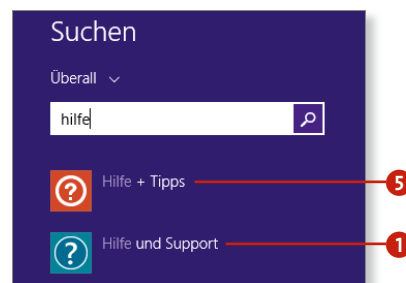 Suchen
Überall
hilfe
Hilfe + Tipps
5
Hilfe und Support
1